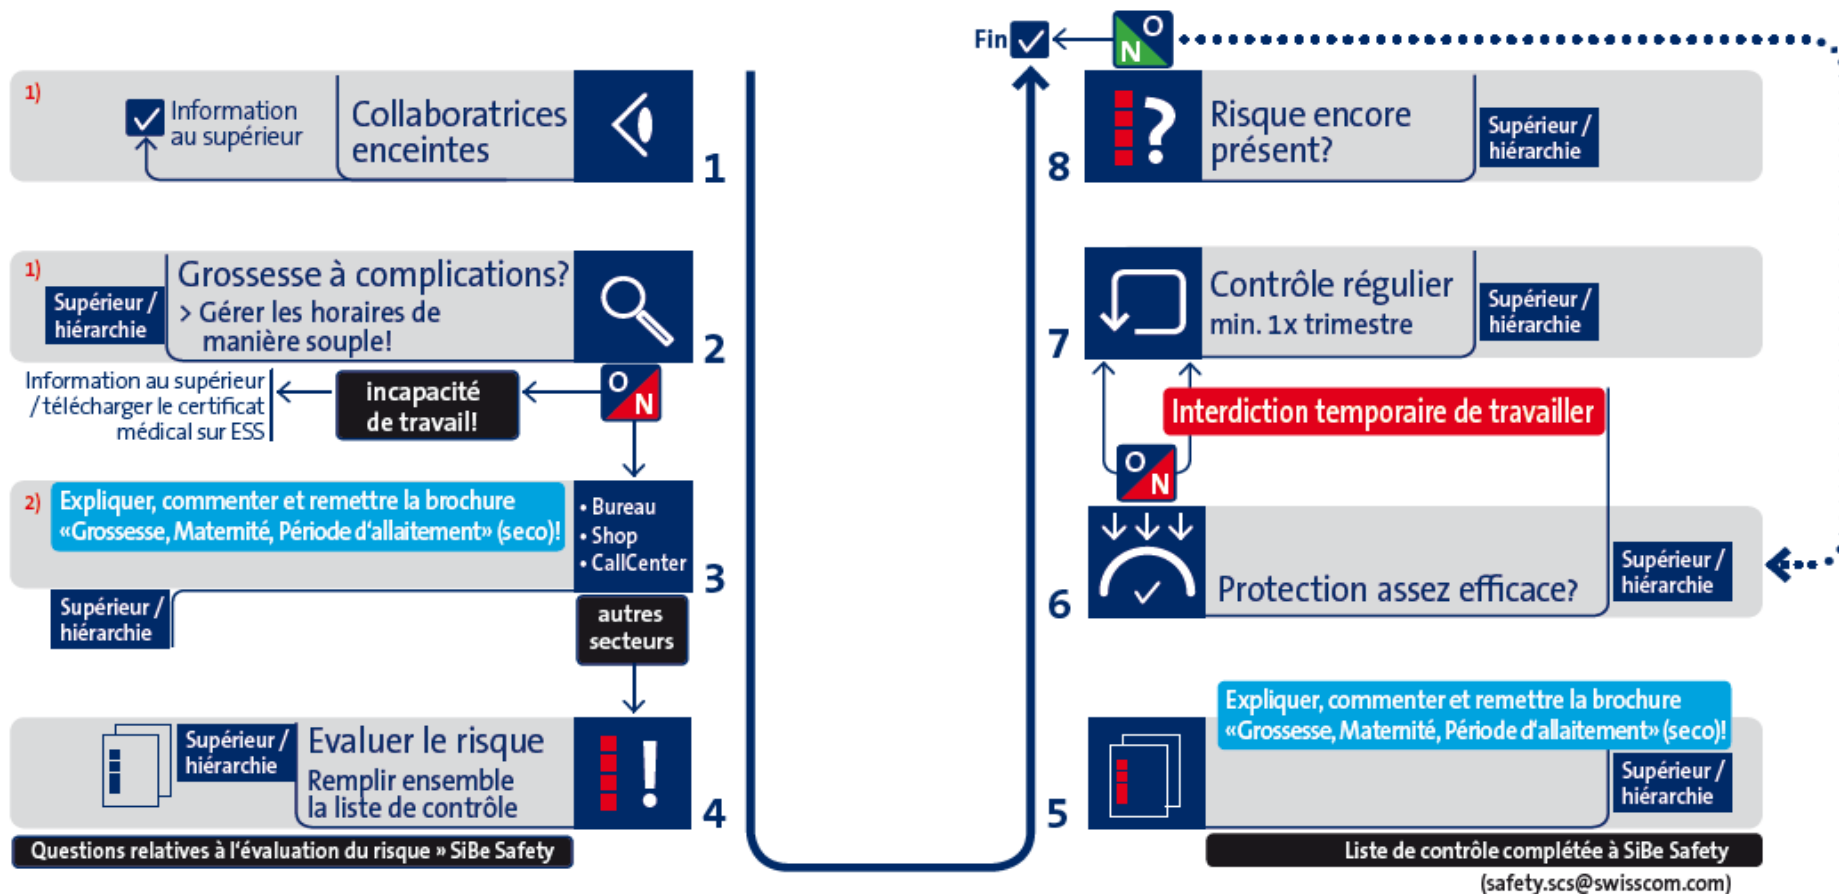 1)
Information
au supérieur
Collaboratrices
enceintes
1
1)
Supérieur /
hiérarchie
Grossesse à complications?
> Gérer les horaires de
manière souple!
2
Information au supérieur
/ télécharger le certificat
médical sur ESS
incapacité
de travail!
O
N
2)
Expliquer, commenter et remettre la brochure
«Grossesse, Maternité, Période d'allaitement» (seco)!
• Bureau
• Shop
• CallCenter
3
Supérieur /
hiérarchie
autres
secteurs
Supérieur /
hiérarchie
Evaluer le risque
Remplir ensemble
la liste de contrôle
4
Questions relatives à l'évaluation du risque » SiBe Safety
Fin
N
O
8
Risque encore
présent?
Supérieur /
hiérarchie
7
Contrôle régulier
min. 1x trimestre
Supérieur /
hiérarchie
Interdiction temporaire de travailler
O
N
6
Protection assez efficace?
Supérieur /
hiérarchie
Expliquer, commenter et remettre la brochure
«Grossesse, Maternité, Période d'allaitement» (seco)!
5
Supérieur /
hiérarchie
Liste de contrôle complétée à SiBe Safety
(safety.scs@swisscom.com)